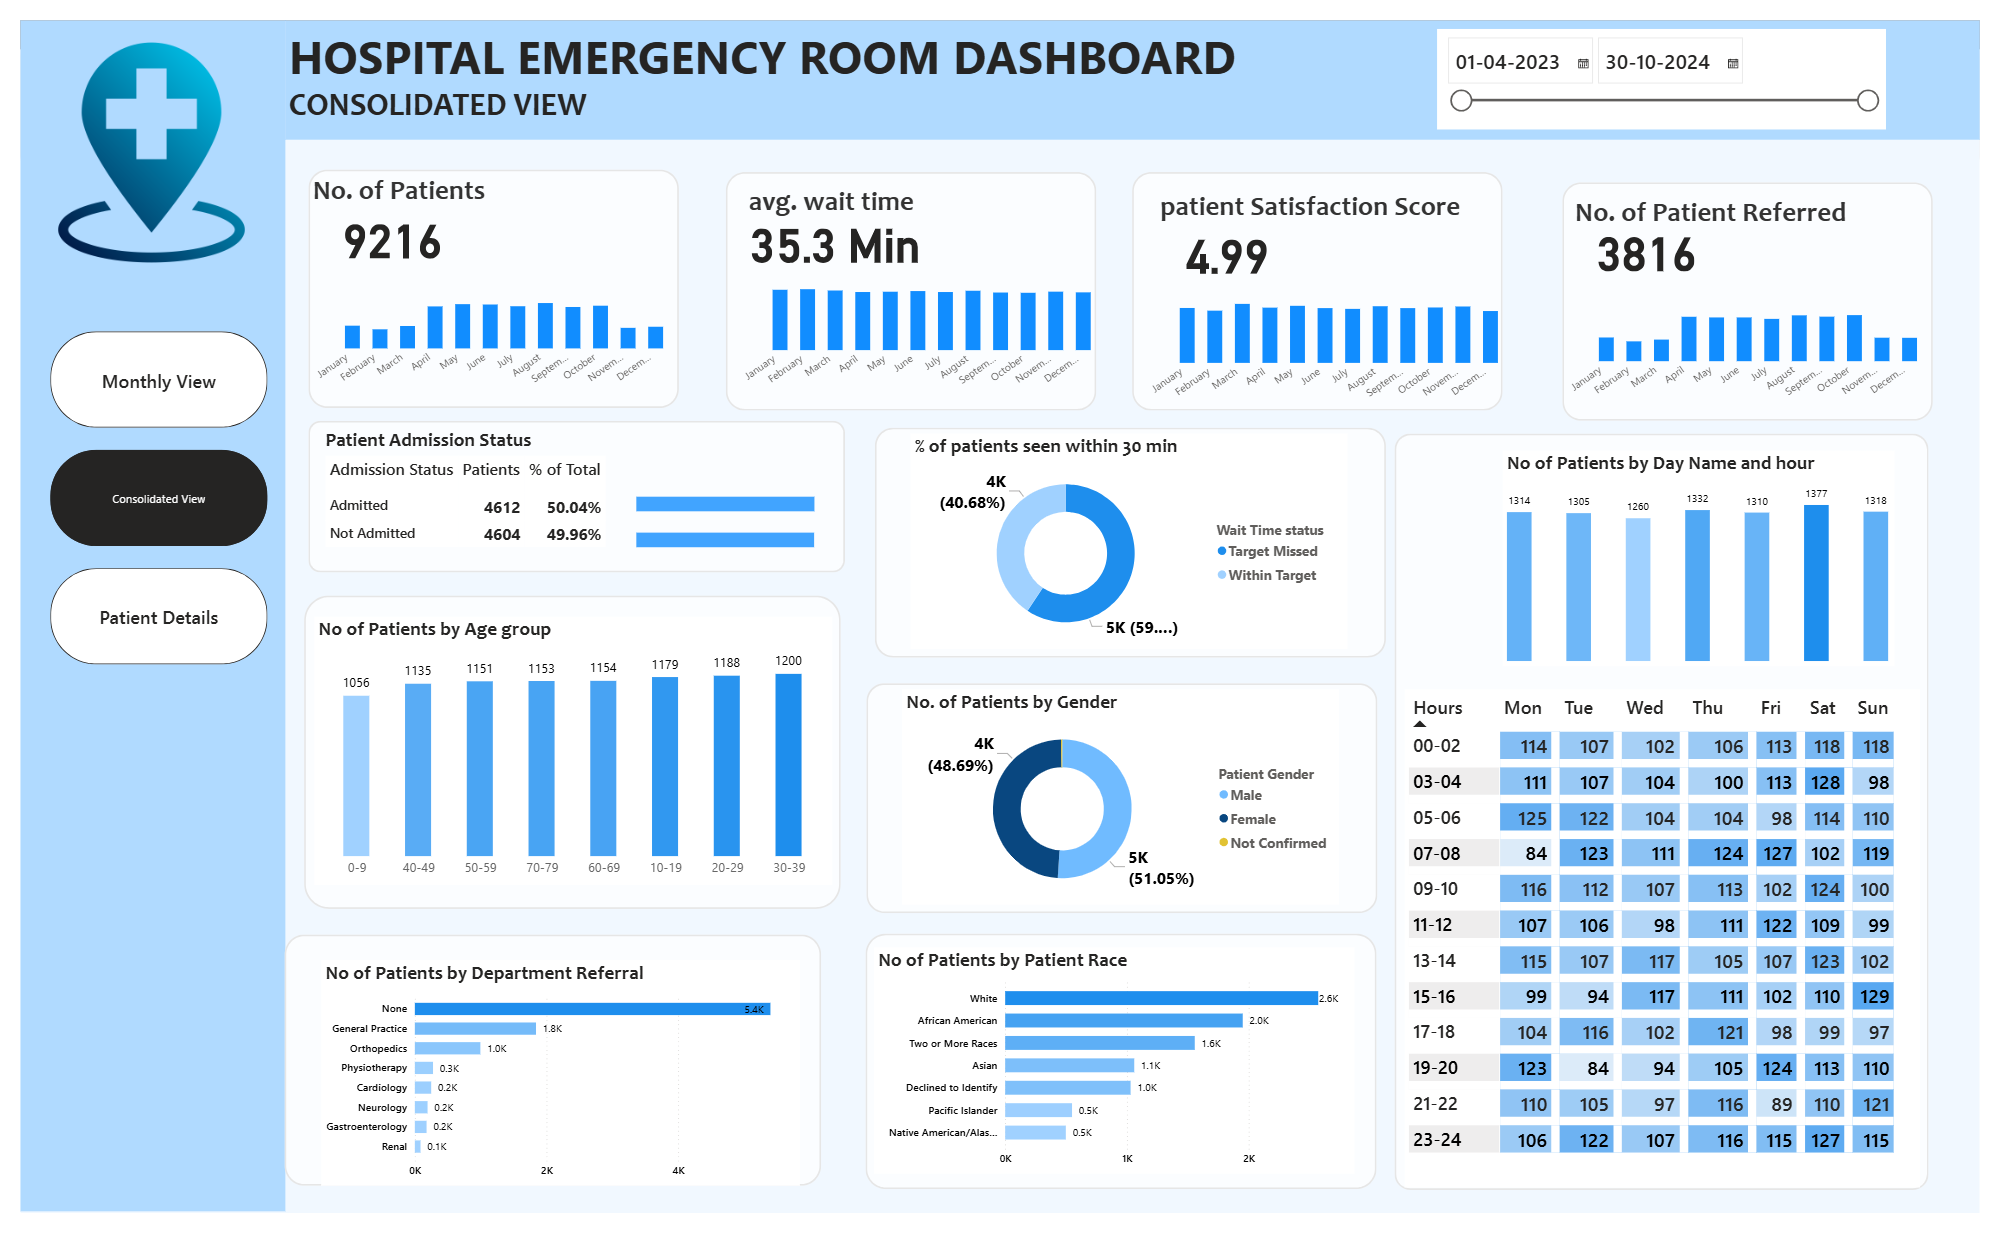 HOSPITAL EMERGENCY ROOM DASHBOARD
CONSOLIDATED VIEW
01-04-2023 30-10-2024
Monthly View
Consolidated View
Patient Details
No. of Patients
9216
January February March April May June July August Septem... October Novem... Decem...
avg. wait time
35.3 Min
January February March April May June July August Septem... October Novem... Decem...
patient Satisfaction Score
4.99
January February March April May June July August Septem... October Novem... Decem...
No. of Patient Referred
3816
January February March April May June July August Septem... October Novem... Decem...
Patient Admission Status
Admission Status Patients % of Total
Admitted 4612 50.04%
Not Admitted 4604 49.96%
% of patients seen within 30 min
4K
(40.68%)
5K (59....)
Wait Time status
Target Missed
Within Target
No of Patients by Age group
1056 1135 1151 1153 1154 1179 1188 1200
0-9 40-49 50-59 70-79 60-69 10-19 20-29 30-39
No. of Patients by Gender
4K
(48.69%)
5K
(51.05%)
Patient Gender
Male
Female
Not Confirmed
No of Patients by Department Referral
None 5.4K
General Practice 1.8K
Orthopedics 1.0K
Physiotherapy 0.3K
Cardiology 0.2K
Neurology 0.2K
Gastroenterology 0.2K
Renal 0.1K
0K 2K 4K
No of Patients by Patient Race
White 2.6K
African American 2.0K
Two or More Races 1.6K
Asian 1.1K
Declined to Identify 1.0K
Pacific Islander 0.5K
Native American/Alas... 0.5K
0K 1K 2K
No of Patients by Day Name and hour
1314 1305 1260 1332 1310 1377 1318
Hours Mon Tue Wed Thu Fri Sat Sun
00-02 114 107 102 106 113 118 118
03-04 111 107 104 100 113 128 98
05-06 125 122 104 104 98 114 110
07-08 84 123 111 124 127 102 119
09-10 116 112 107 113 102 124 100
11-12 107 106 98 111 122 109 99
13-14 115 107 117 105 107 123 102
15-16 99 94 117 111 102 110 129
17-18 104 116 102 121 98 99 97
19-20 123 84 94 105 124 113 110
21-22 110 105 97 116 89 110 121
23-24 106 122 107 116 115 127 115